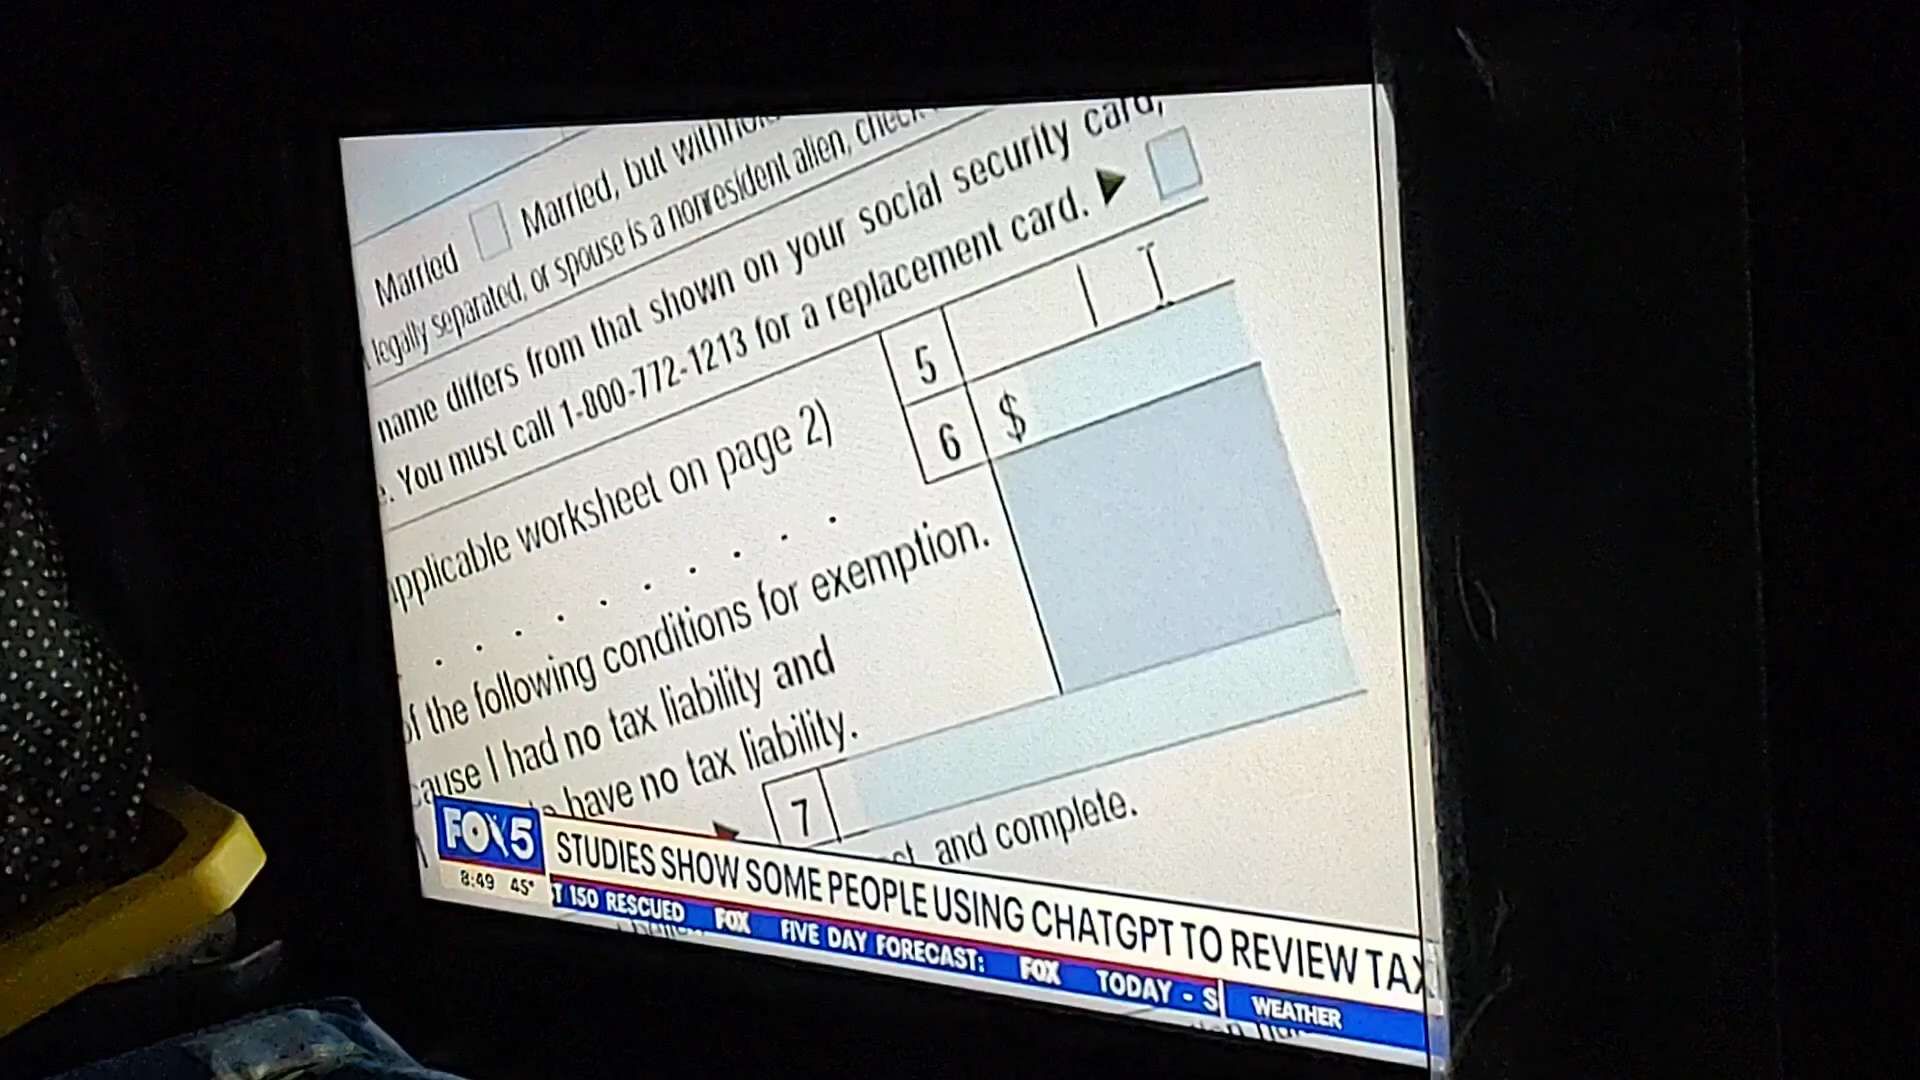 Married Married, but withhold
legally separated, or spouse is a nonresident alien, check
name differs from that shown on your social security card,
You must call 1-800-772-1213 for a replacement card. ▶
5
applicable worksheet on page 2)
6 $
. . . . . . . . .
of the following conditions for exemption.
cause I had no tax liability and
have no tax liability.
7
and complete.
FOX 5
STUDIES SHOW SOME PEOPLE USING CHATGPT TO REVIEW TAX
8:49 45°
T 150 RESCUED FOX FIVE DAY FORECAST: FOX TODAY - S
WEATHER